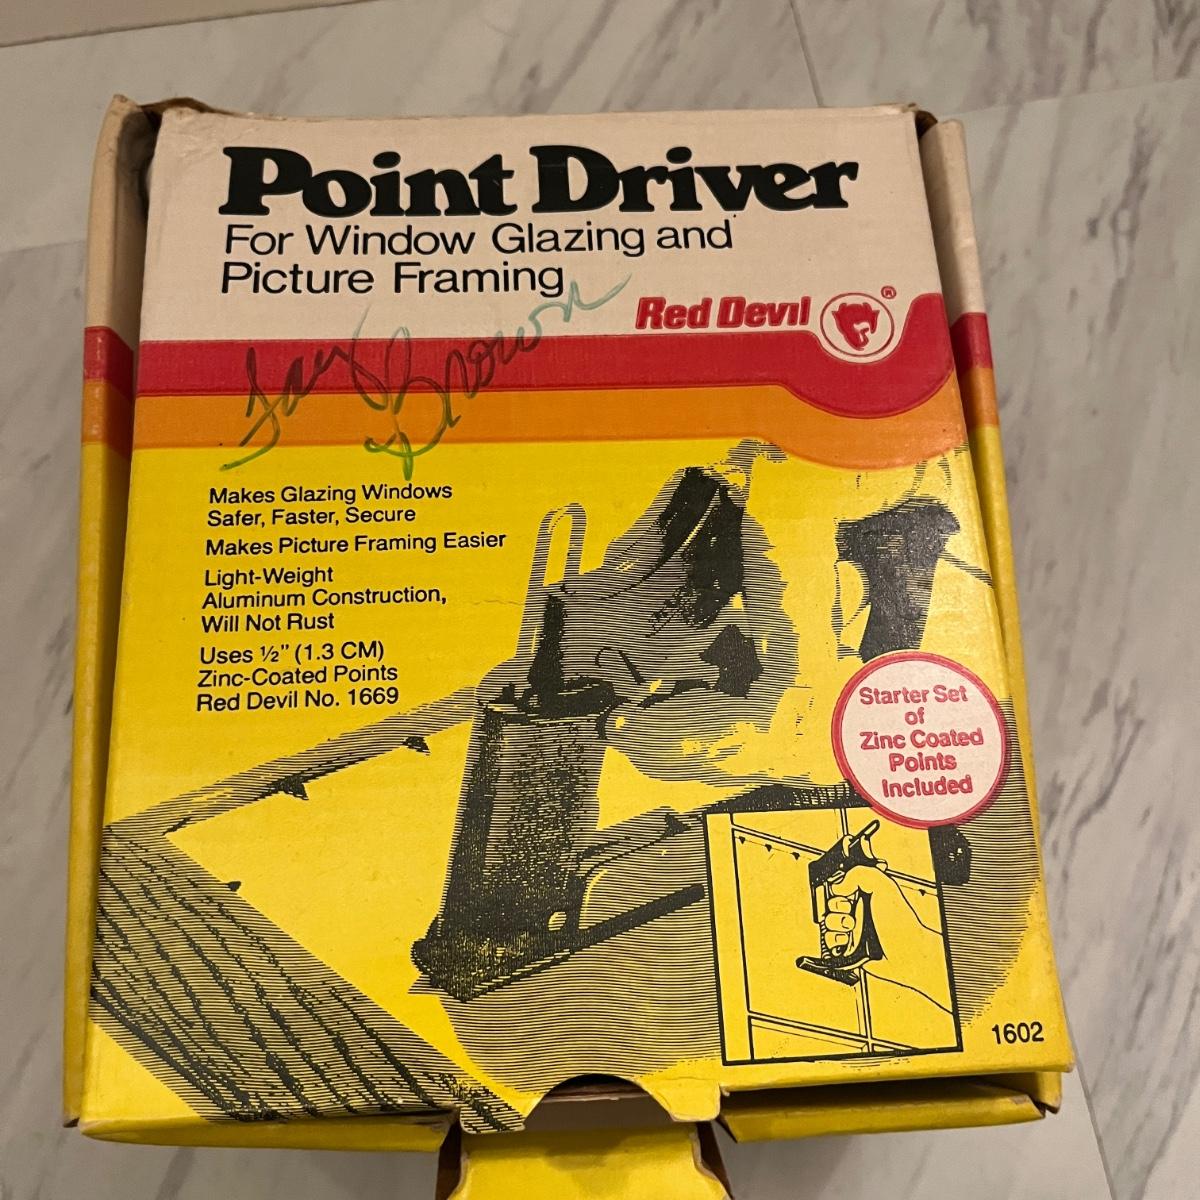 Point Driver
For Window Glazing and
Picture Framing
Red Devil ®
Brown
Makes Glazing Windows
Safer, Faster, Secure
Makes Picture Framing Easier
Light-Weight
Aluminum Construction,
Will Not Rust
Uses ½" (1.3 CM)
Zinc-Coated Points
Red Devil No. 1669
Starter Set
of
Zinc Coated
Points
Included
1602